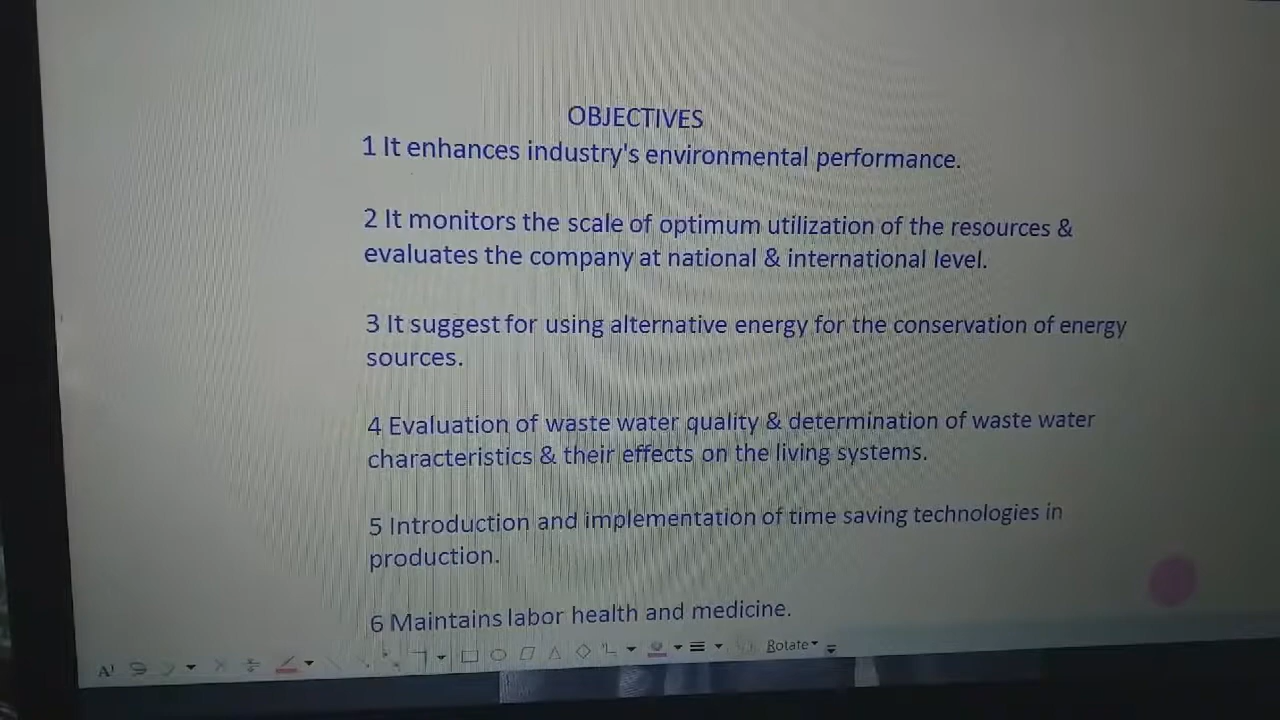 OBJECTIVES
1 It enhances industry's environmental performance.
2 It monitors the scale of optimum utilization of the resources &
evaluates the company at national & international level.
3 It suggest for using alternative energy for the conservation of energy
sources.
4 Evaluation of waste water quality & determination of waste water
characteristics & their effects on the living systems.
5 Introduction and implementation of time saving technologies in
production.
6 Maintains labor health and medicine.
Rotate